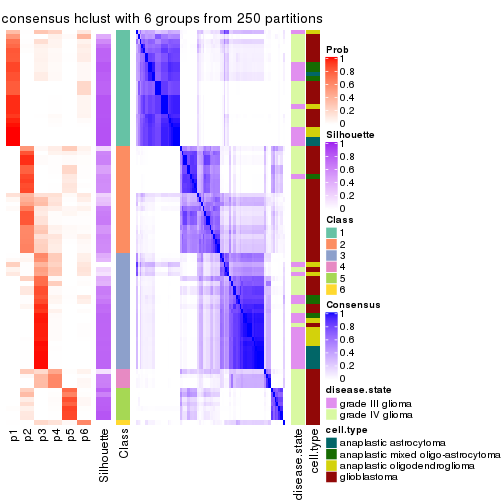 consensus hclust with 6 groups from 250 partitions
Prob
1
0.8
0.6
0.4
0.2
0
Silhouette
1
0.8
0.6
0.4
0.2
0
Class
1
2
3
4
5
6
Consensus
1
0.8
0.6
0.4
0.2
0
disease.state
grade III glioma
grade IV glioma
cell.type
anaplastic astrocytoma
anaplastic mixed oligo-astrocytoma
anaplastic oligodendroglioma
glioblastoma
p1
p2
p3
p4
p5
p6
Silhouette
Class
disease.state
cell.type